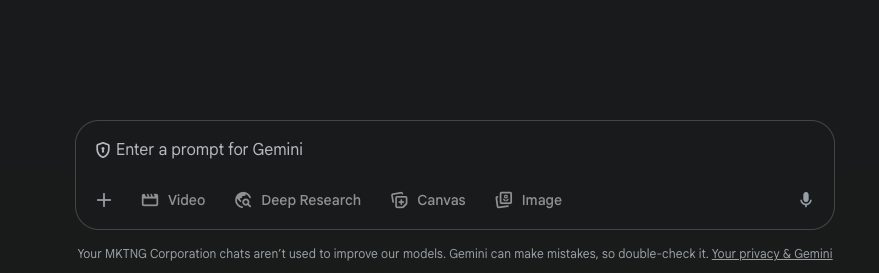 Enter a prompt for Gemini
Video Deep Research Canvas Image
Your MKTNG Corporation chats aren’t used to improve our models. Gemini can make mistakes, so double-check it. Your privacy & Gemini